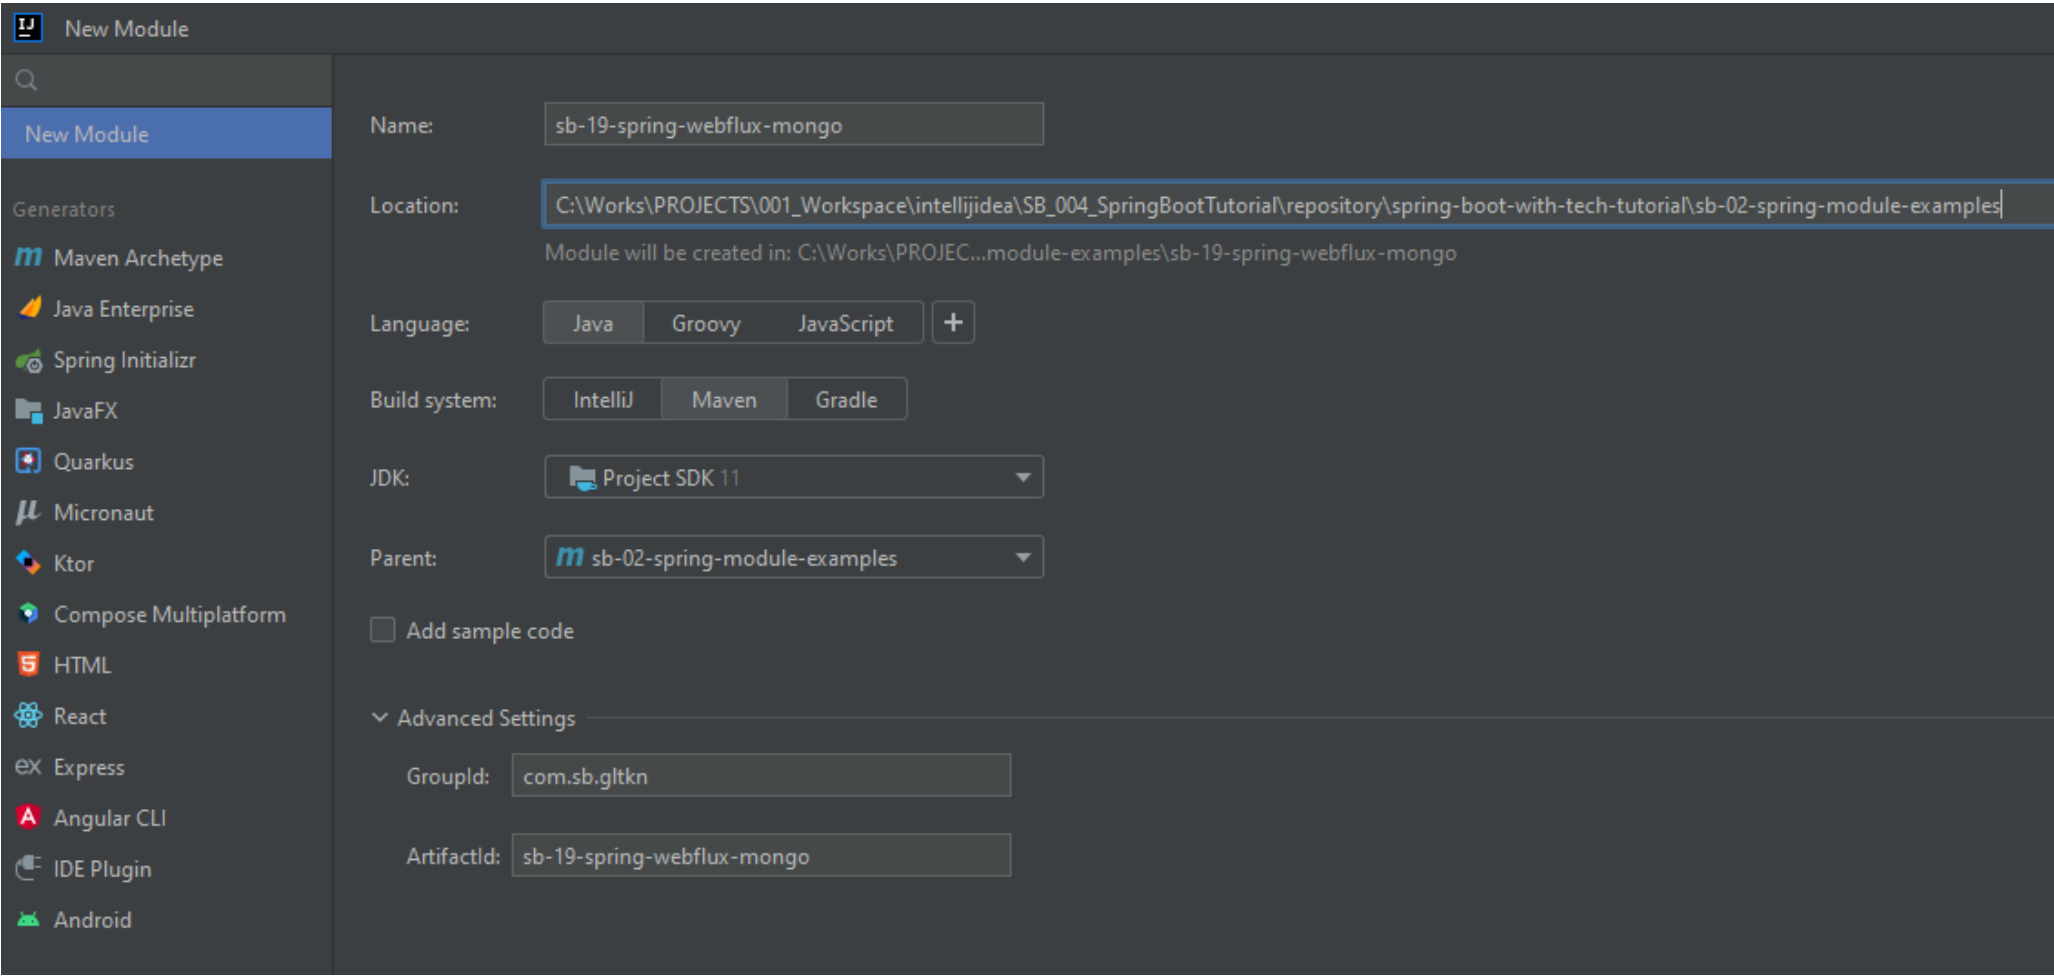 New Module
New Module
Generators
Maven Archetype
Java Enterprise
Spring Initializr
JavaFX
Quarkus
Micronaut
Ktor
Compose Multiplatform
HTML
React
Express
Angular CLI
IDE Plugin
Android
Name: sb-19-spring-webflux-mongo
Location: C:\Works\PROJECTS\001_Workspace\intellijidea\SB_004_SpringBootTutorial\repository\spring-boot-with-tech-tutorial\sb-02-spring-module-examples
Module will be created in: C:\Works\PROJEC...module-examples\sb-19-spring-webflux-mongo
Language: Java Groovy JavaScript +
Build system: IntelliJ Maven Gradle
JDK: Project SDK 11
Parent: sb-02-spring-module-examples
Add sample code
Advanced Settings
GroupId: com.sb.gltkn
ArtifactId: sb-19-spring-webflux-mongo